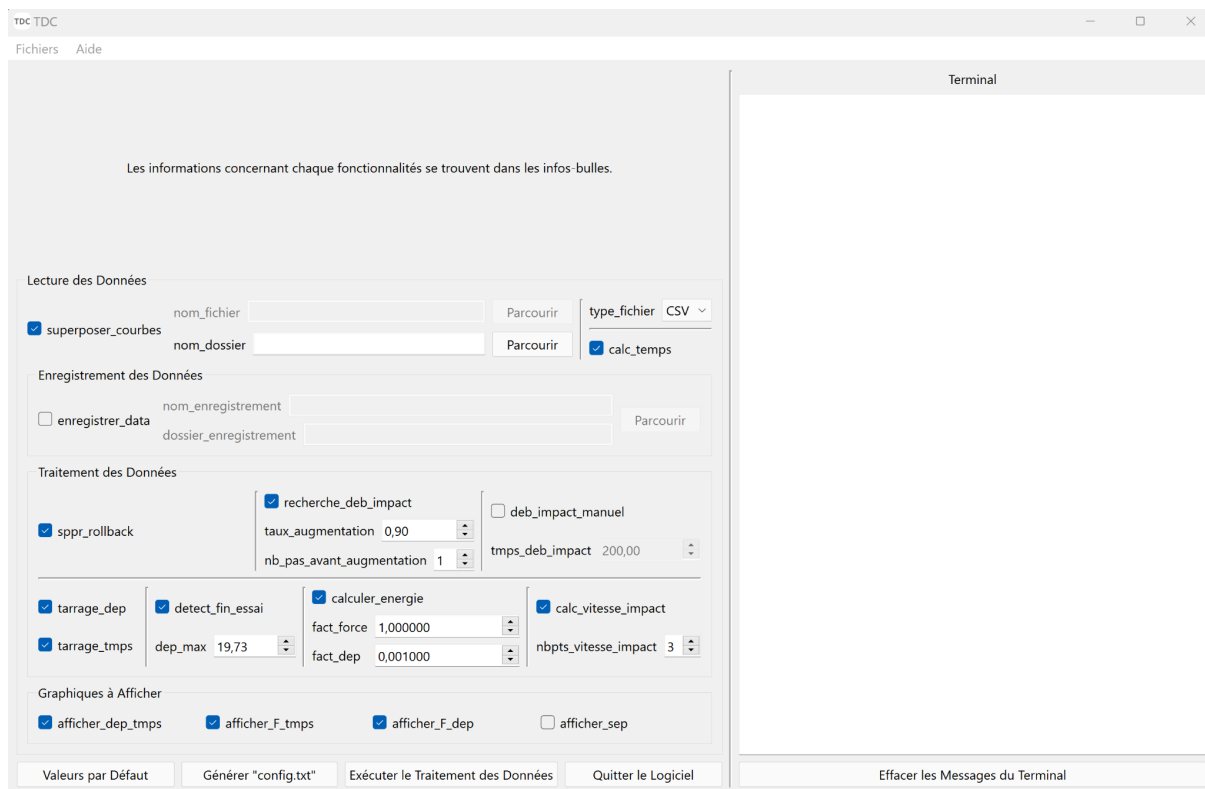 TDC TDC
Fichiers Aide
Les informations concernant chaque fonctionnalités se trouvent dans les infos-bulles.
Lecture des Données
superposer_courbes
nom_fichier Parcourir
nom_dossier Parcourir
type_fichier CSV
calc_temps
Enregistrement des Données
enregistrer_data
nom_enregistrement
dossier_enregistrement
Parcourir
Traitement des Données
sppr_rollback
recherche_deb_impact
taux_augmentation 0,90
nb_pas_avant_augmentation 1
deb_impact_manuel
tmps_deb_impact 200,00
tarrage_dep
tarrage_tmps
detect_fin_essai
dep_max 19,73
calculer_energie
fact_force 1,000000
fact_dep 0,001000
calc_vitesse_impact
nbpts_vitesse_impact 3
Graphiques à Afficher
afficher_dep_tmps afficher_F_tmps afficher_F_dep afficher_sep
Valeurs par Défaut Générer "config.txt" Exécuter le Traitement des Données Quitter le Logiciel
Terminal
Effacer les Messages du Terminal